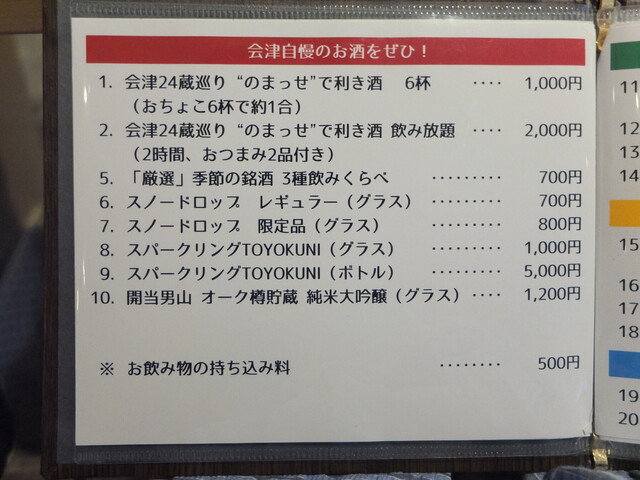 会津自慢のお酒をぜひ！
1. 会津24蔵巡り “のまっせ”で利き酒　6杯 ････ 1,000円
（おちょこ6杯で約1合）
2. 会津24蔵巡り “のまっせ”で利き酒 飲み放題 ････ 2,000円
（2時間、おつまみ2品付き）
5. 「厳選」季節の銘酒 3種飲みくらべ ･････････ 700円
6. スノードロップ　レギュラー（グラス） ･････････ 700円
7. スノードロップ　限定品（グラス） ･････････ 800円
8. スパークリングTOYOKUNI（グラス） ･････････ 1,000円
9. スパークリングTOYOKUNI（ボトル） ･････････ 5,000円
10. 開当男山 オーク樽貯蔵 純米大吟醸（グラス） ････ 1,200円
※ お飲み物の持ち込み料 ････････ 500円
11
12
13
14
15
16
17
18
19
20